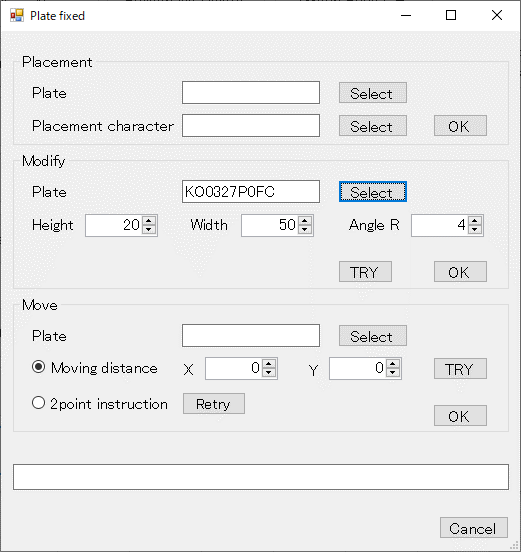 Plate fixed
Placement
Plate Select
Placement character Select OK
Modify
Plate KO0327P0FC Select
Height 20 Width 50 Angle R 4
TRY OK
Move
Plate Select
Moving distance X 0 Y 0 TRY
2point instruction Retry
OK
Cancel